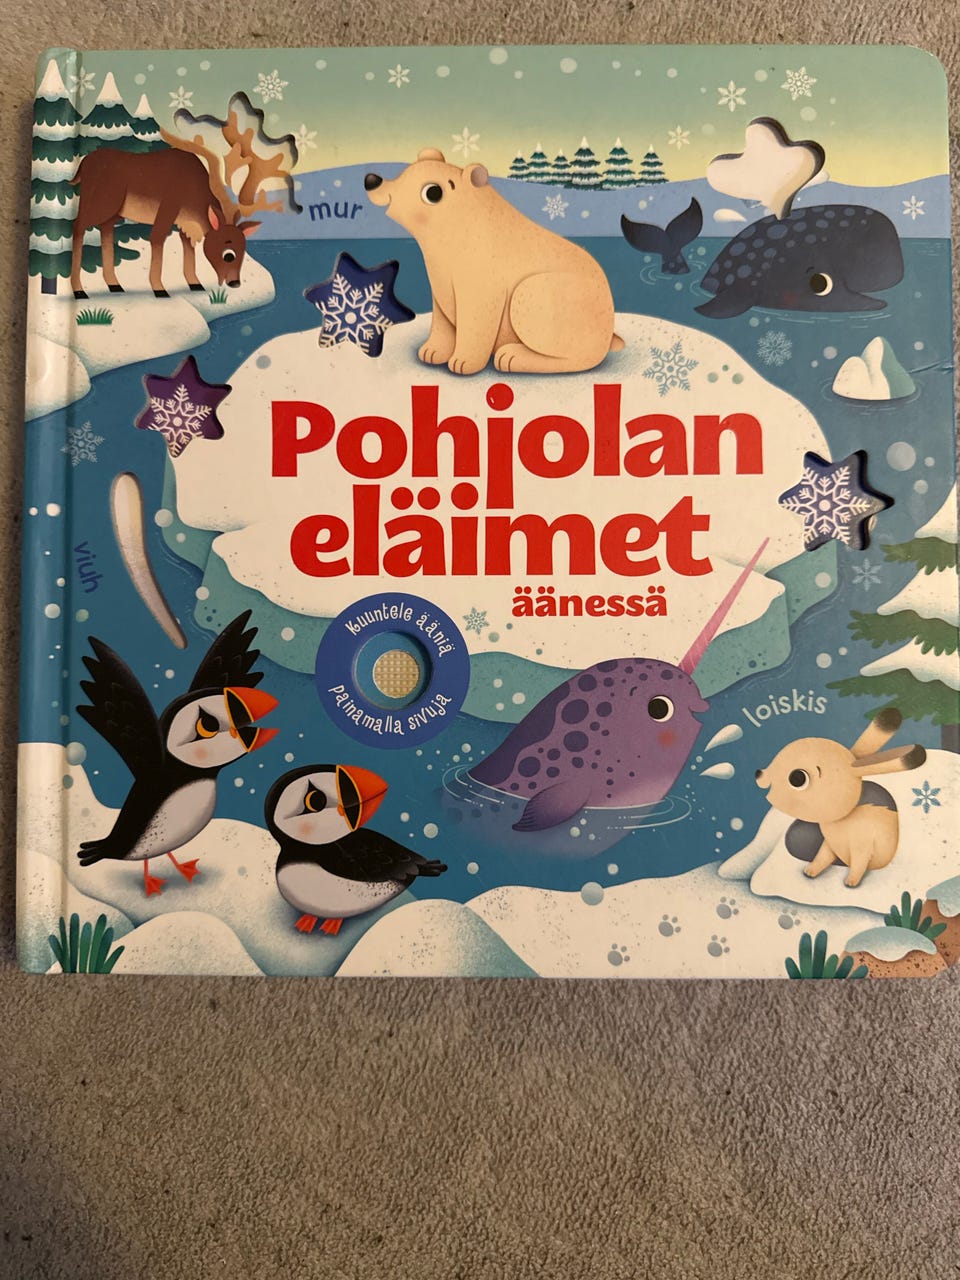 mur
Pohjolan
eläimet
äänessä
viuh
Kuuntele ääniä
painamalla sivuja
loiskis